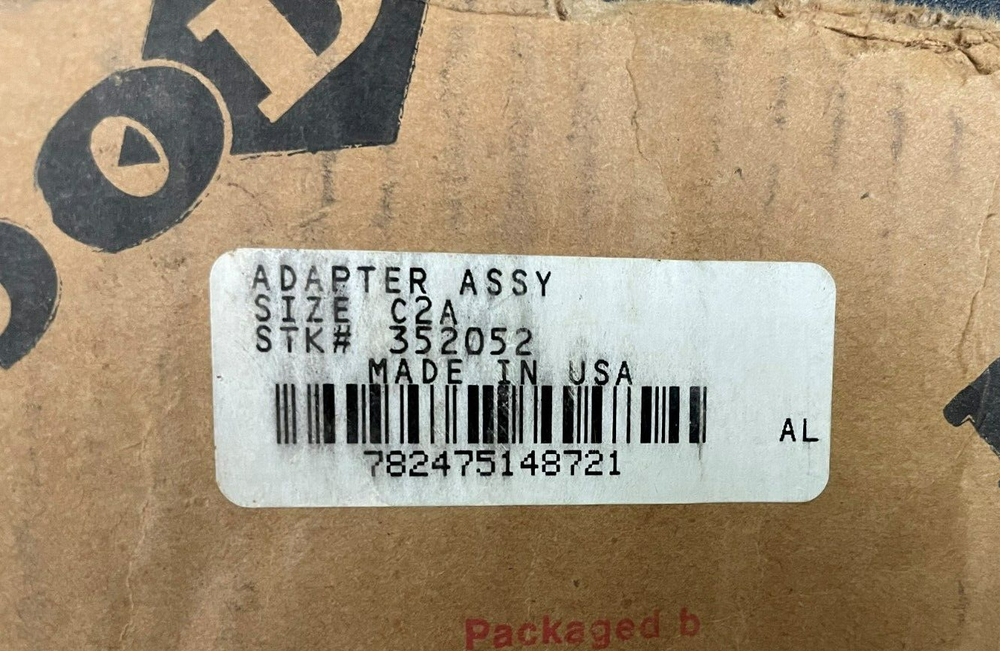 ADAPTER ASSY
SIZE C2A
STK# 352052
MADE IN USA
AL
782475148721
Packaged b